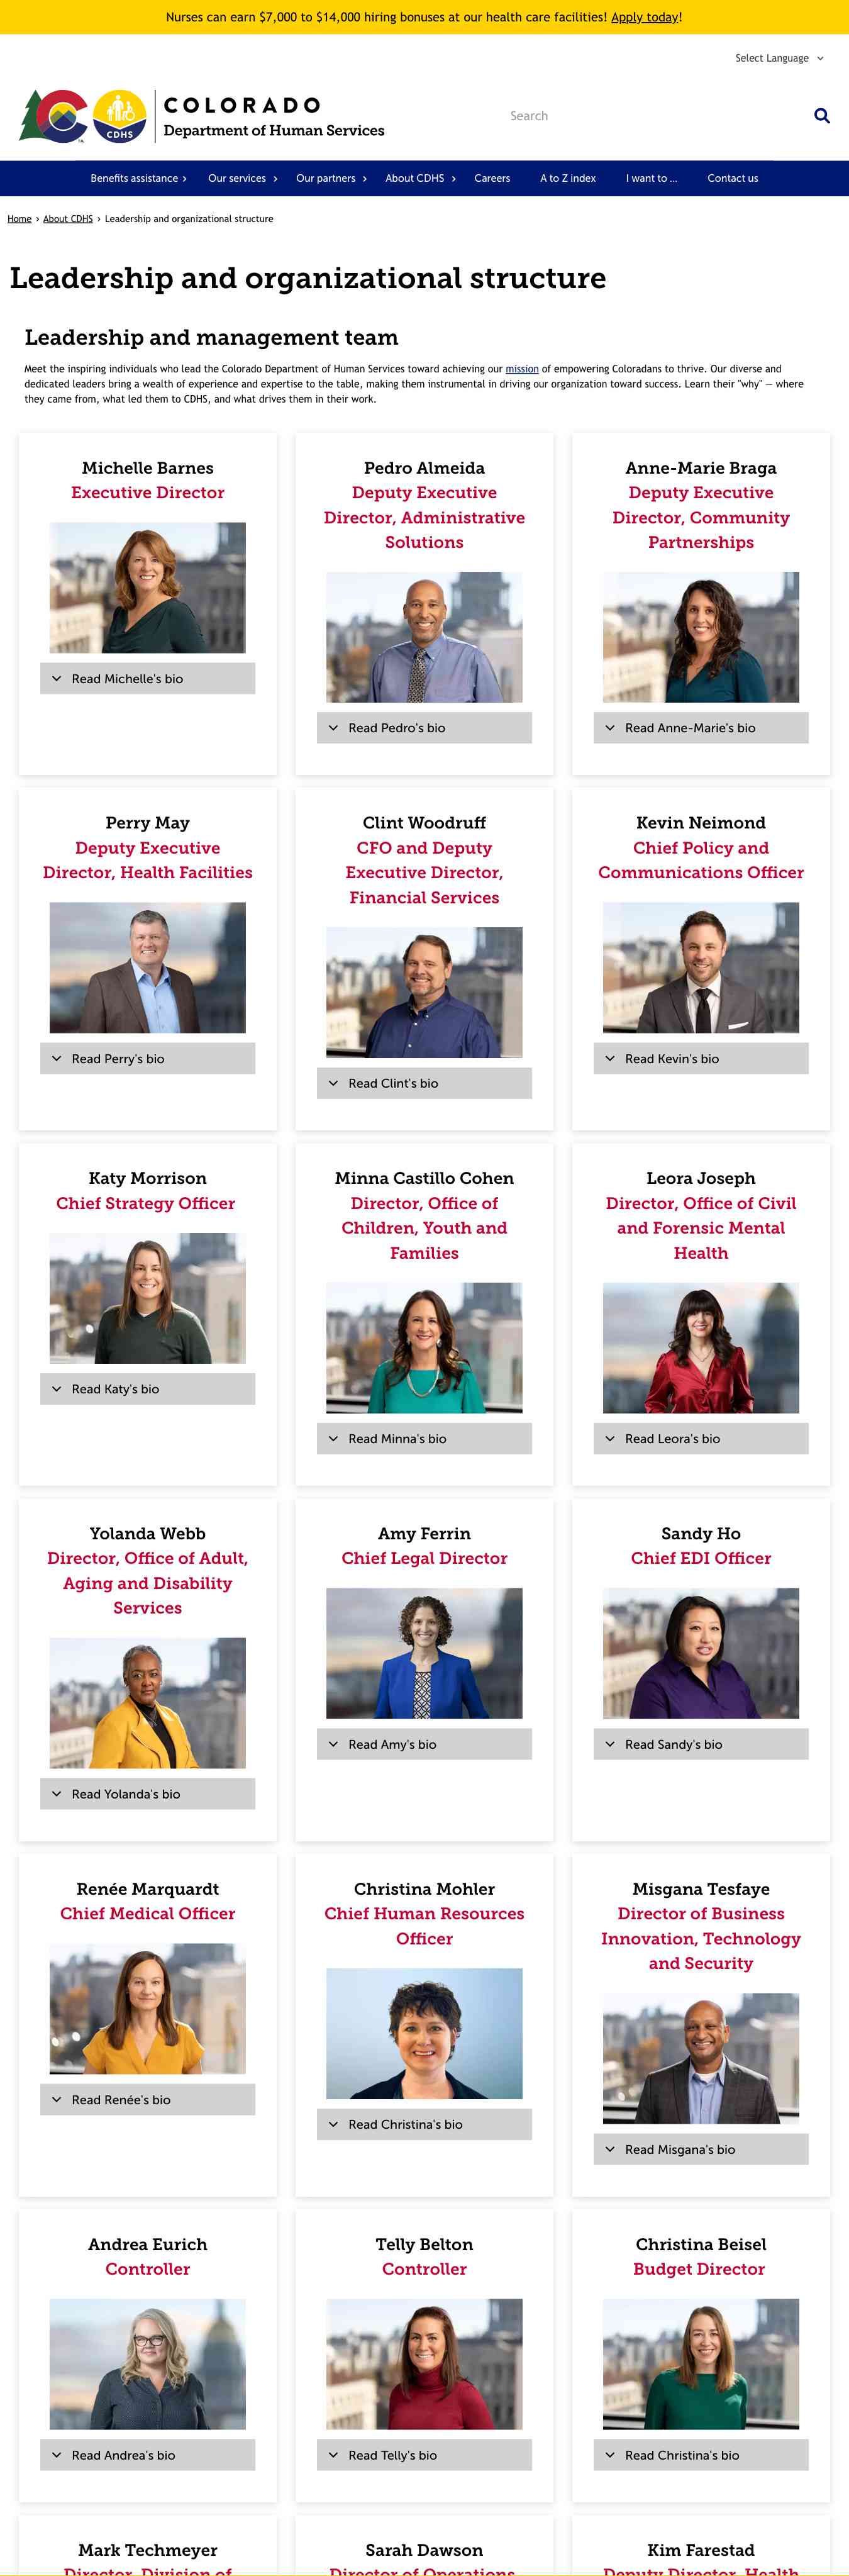 Nurses can earn $7,000 to $14,000 hiring bonuses at our health care facilities! Apply today!
Select Language
COLORADO
Department of Human Services
CDHS
TM
Search
Benefits assistance
Our services
Our partners
About CDHS
Careers
A to Z index
I want to ...
Contact us
Home › About CDHS › Leadership and organizational structure
Leadership and organizational structure
Leadership and management team
Meet the inspiring individuals who lead the Colorado Department of Human Services toward achieving our mission of empowering Coloradans to thrive. Our diverse and
dedicated leaders bring a wealth of experience and expertise to the table, making them instrumental in driving our organization toward success. Learn their "why" — where
they came from, what led them to CDHS, and what drives them in their work.
Michelle Barnes
Executive Director
Read Michelle's bio
Pedro Almeida
Deputy Executive
Director, Administrative
Solutions
Read Pedro's bio
Anne-Marie Braga
Deputy Executive
Director, Community
Partnerships
Read Anne-Marie's bio
Perry May
Deputy Executive
Director, Health Facilities
Read Perry's bio
Clint Woodruff
CFO and Deputy
Executive Director,
Financial Services
Read Clint's bio
Kevin Neimond
Chief Policy and
Communications Officer
Read Kevin's bio
Katy Morrison
Chief Strategy Officer
Read Katy's bio
Minna Castillo Cohen
Director, Office of
Children, Youth and
Families
Read Minna's bio
Leora Joseph
Director, Office of Civil
and Forensic Mental
Health
Read Leora's bio
Yolanda Webb
Director, Office of Adult,
Aging and Disability
Services
Read Yolanda's bio
Amy Ferrin
Chief Legal Director
Read Amy's bio
Sandy Ho
Chief EDI Officer
Read Sandy's bio
Renée Marquardt
Chief Medical Officer
Read Renée's bio
Christina Mohler
Chief Human Resources
Officer
Read Christina's bio
Misgana Tesfaye
Director of Business
Innovation, Technology
and Security
Read Misgana's bio
Andrea Eurich
Controller
Read Andrea's bio
Telly Belton
Controller
Read Telly's bio
Christina Beisel
Budget Director
Read Christina's bio
Mark Techmeyer
Director, Division of
Sarah Dawson
Director of Operations
Kim Farestad
Deputy Director, Health